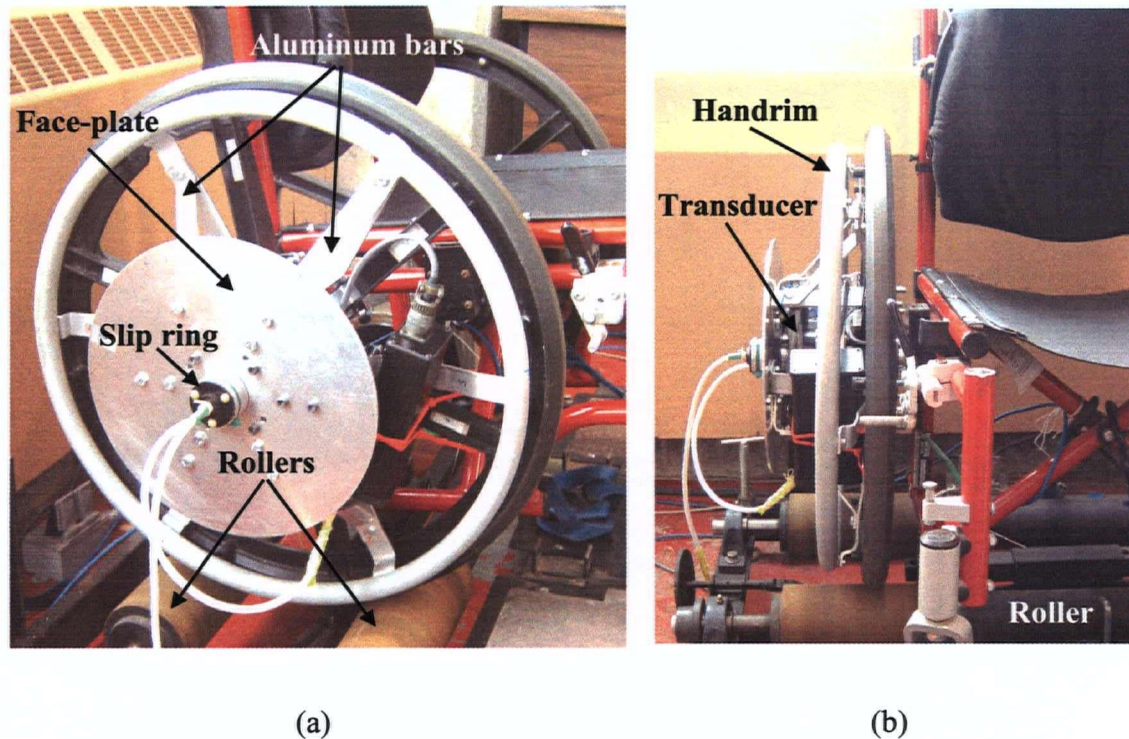 Aluminum bars
Face-plate
Slip ring
Rollers
(a)
Handrim
Transducer
Roller
(b)